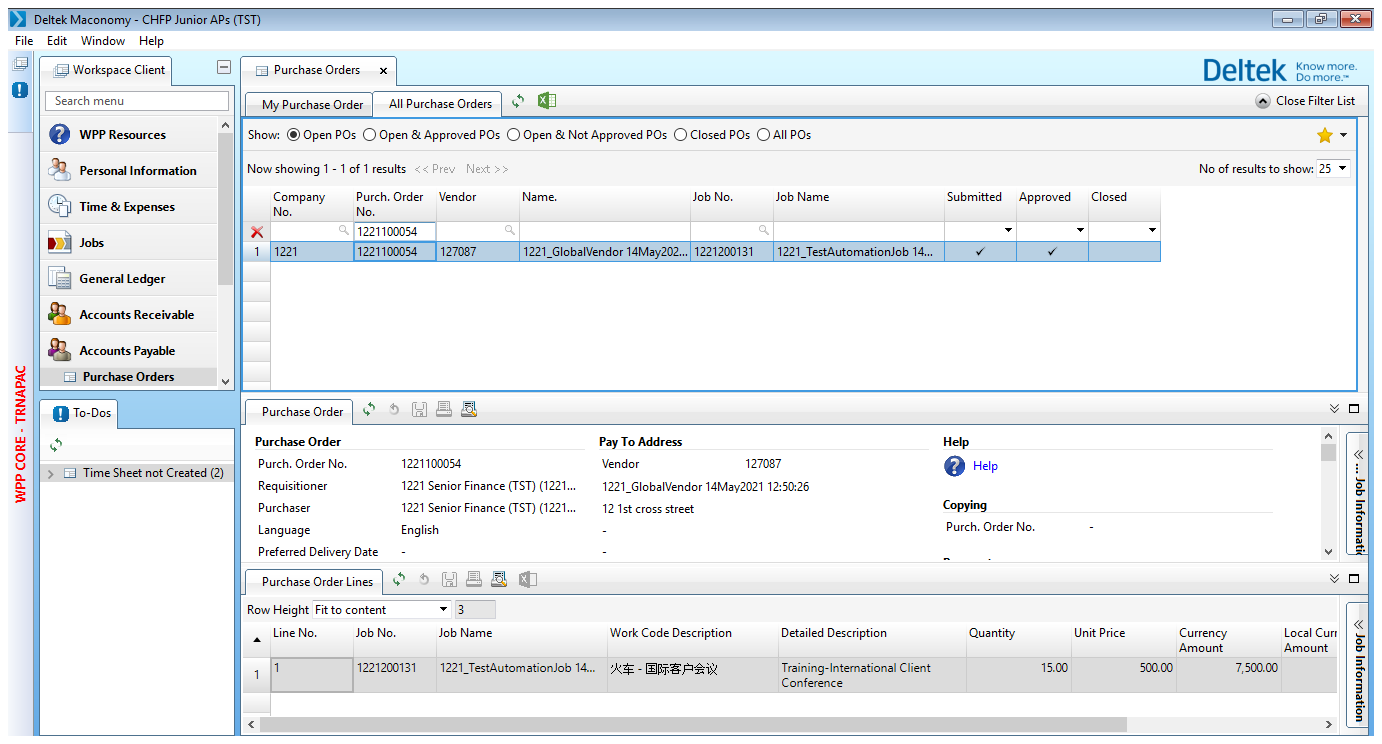 Deltek Maconomy - CHFP Junior APs (TST)
File Edit Window Help
Workspace Client
Purchase Orders x
Deltek Know more. Do more.™
Search menu
My Purchase Order All Purchase Orders
Close Filter List
WPP Resources
Personal Information
Time & Expenses
Jobs
General Ledger
Accounts Receivable
Accounts Payable
Purchase Orders
Show: Open POs Open & Approved POs Open & Not Approved POs Closed POs All POs
Now showing 1 - 1 of 1 results << Prev Next >>
No of results to show: 25
Company No. Purch. Order No. Vendor Name. Job No. Job Name Submitted Approved Closed
1221100054
1 1221 1221100054 127087 1221_GlobalVendor 14May202... 1221200131 1221_TestAutomationJob 14... ✓ ✓
WPP CORE - TRNAPAC
To-Dos
Time Sheet not Created (2)
Purchase Order
Purchase Order Pay To Address Help
Purch. Order No. 1221100054 Vendor 127087 Help
Requisitioner 1221 Senior Finance (TST) (1221... 1221_GlobalVendor 14May2021 12:50:26
Purchaser 1221 Senior Finance (TST) (1221... 12 1st cross street Copying
Language English - Purch. Order No. -
Preferred Delivery Date - -
... Job Informati
Purchase Order Lines
Row Height Fit to content 3
Line No. Job No. Job Name Work Code Description Detailed Description Quantity Unit Price Currency Amount Local Curr Amount
1 1 1221200131 1221_TestAutomationJob 14... 火车 - 国际客户会议 Training-International Client Conference 15.00 500.00 7,500.00
Job Information